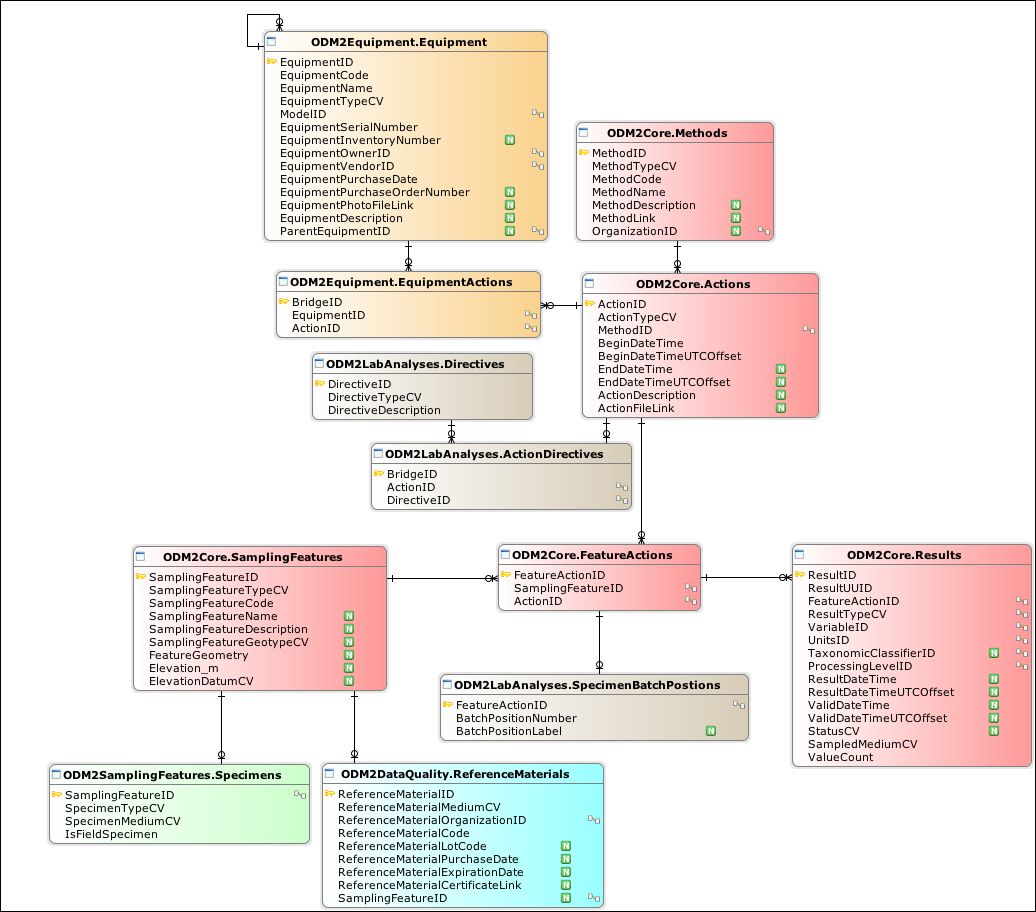 ODM2Equipment.Equipment
EquipmentID
EquipmentCode
EquipmentName
EquipmentTypeCV
ModelID
EquipmentSerialNumber
EquipmentInventoryNumber N
EquipmentOwnerID
EquipmentVendorID
EquipmentPurchaseDate
EquipmentPurchaseOrderNumber N
EquipmentPhotoFileLink N
EquipmentDescription N
ParentEquipmentID N
ODM2Core.Methods
MethodID
MethodTypeCV
MethodCode
MethodName
MethodDescription N
MethodLink N
OrganizationID N
ODM2Equipment.EquipmentActions
BridgeID
EquipmentID
ActionID
ODM2Core.Actions
ActionID
ActionTypeCV
MethodID
BeginDateTime
BeginDateTimeUTCOffset
EndDateTime N
EndDateTimeUTCOffset N
ActionDescription N
ActionFileLink N
ODM2LabAnalyses.Directives
DirectiveID
DirectiveTypeCV
DirectiveDescription
ODM2LabAnalyses.ActionDirectives
BridgeID
ActionID
DirectiveID
ODM2Core.SamplingFeatures
SamplingFeatureID
SamplingFeatureTypeCV
SamplingFeatureCode
SamplingFeatureName N
SamplingFeatureDescription N
SamplingFeatureGeotypeCV N
FeatureGeometry N
Elevation_m N
ElevationDatumCV N
ODM2Core.FeatureActions
FeatureActionID
SamplingFeatureID
ActionID
ODM2Core.Results
ResultID
ResultUUID
FeatureActionID
ResultTypeCV
VariableID
UnitsID
TaxonomicClassifierID N
ProcessingLevelID
ResultDateTime N
ResultDateTimeUTCOffset N
ValidDateTime N
ValidDateTimeUTCOffset N
StatusCV N
SampledMediumCV
ValueCount
ODM2LabAnalyses.SpecimenBatchPostions
FeatureActionID
BatchPositionNumber
BatchPositionLabel N
ODM2SamplingFeatures.Specimens
SamplingFeatureID
SpecimenTypeCV
SpecimenMediumCV
IsFieldSpecimen
ODM2DataQuality.ReferenceMaterials
ReferenceMaterialID
ReferenceMaterialMediumCV
ReferenceMaterialOrganizationID
ReferenceMaterialCode
ReferenceMaterialLotCode N
ReferenceMaterialPurchaseDate N
ReferenceMaterialExpirationDate N
ReferenceMaterialCertificateLink N
SamplingFeatureID N